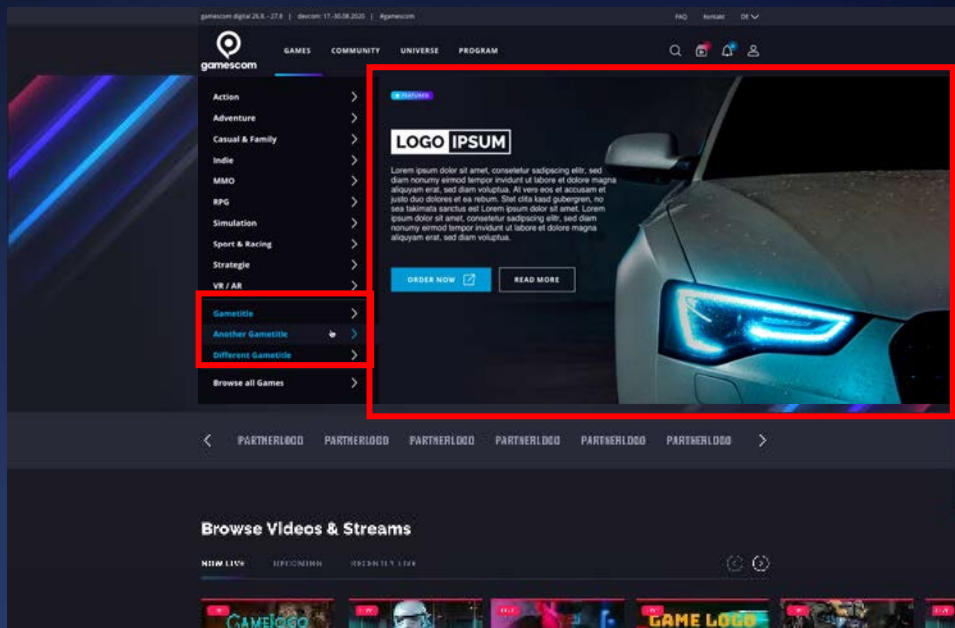 gamescom digital 26.8. - 27.8 | devcom: 17.-30.08.2020 | #gamescom
FAQ Kontakt DE
gamescom
GAMES COMMUNITY UNIVERSE PROGRAM
Action
Adventure
Casual & Family
Indie
MMO
RPG
Simulation
Sport & Racing
Strategie
VR / AR
Gametitle
Another Gametitle
Different Gametitle
Browse all Games
FEATURED
LOGO IPSUM
Lorem ipsum dolor sit amet, consetetur sadipscing elitr, sed
diam nonumy eirmod tempor invidunt ut labore et dolore magna
aliquyam erat, sed diam voluptua. At vero eos et accusam et
justo duo dolores et ea rebum. Stet clita kasd gubergren, no
sea takimata sanctus est Lorem ipsum dolor sit amet. Lorem
ipsum dolor sit amet, consetetur sadipscing elitr, sed diam
nonumy eirmod tempor invidunt ut labore et dolore magna
aliquyam erat, sed diam voluptua.
ORDER NOW READ MORE
PARTNERLOGO PARTNERLOGO PARTNERLOGO PARTNERLOGO PARTNERLOGO PARTNERLOGO
Browse Videos & Streams
NOW LIVE UPCOMING RECENTLY LIVE
GAMELOGO GAME LOGO